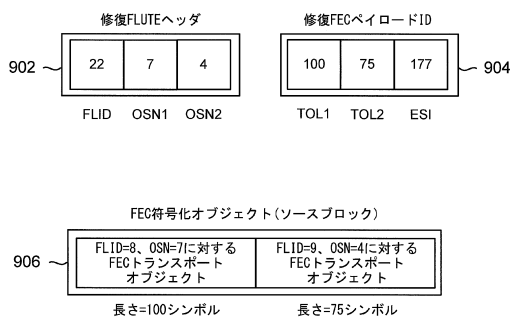 修復FLUTEヘッダ
修復FECペイロードID
902
22 7 4
100 75 177
904
FLID OSN1 OSN2
TOL1 TOL2 ESI
FEC符号化オブジェクト(ソースブロック)
906
FLID=8、OSN=7に対する
FECトランスポート
オブジェクト
FLID=9、OSN=4に対する
FECトランスポート
オブジェクト
長さ=100シンボル
長さ=75シンボル